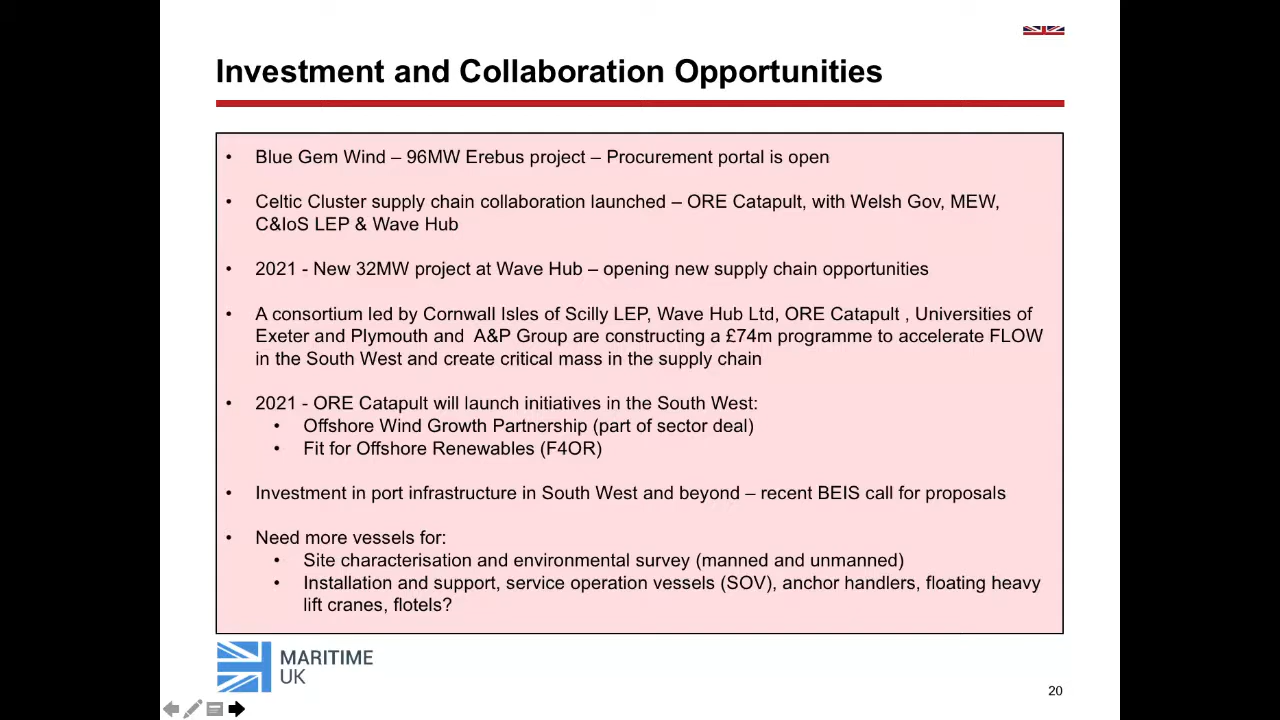 Investment and Collaboration Opportunities
• Blue Gem Wind – 96MW Erebus project – Procurement portal is open
• Celtic Cluster supply chain collaboration launched – ORE Catapult, with Welsh Gov, MEW,
C&IoS LEP & Wave Hub
• 2021 - New 32MW project at Wave Hub – opening new supply chain opportunities
• A consortium led by Cornwall Isles of Scilly LEP, Wave Hub Ltd, ORE Catapult , Universities of
Exeter and Plymouth and  A&P Group are constructing a £74m programme to accelerate FLOW
in the South West and create critical mass in the supply chain
• 2021 - ORE Catapult will launch initiatives in the South West:
• Offshore Wind Growth Partnership (part of sector deal)
• Fit for Offshore Renewables (F4OR)
• Investment in port infrastructure in South West and beyond – recent BEIS call for proposals
• Need more vessels for:
• Site characterisation and environmental survey (manned and unmanned)
• Installation and support, service operation vessels (SOV), anchor handlers, floating heavy
lift cranes, flotels?
MARITIME
UK
20